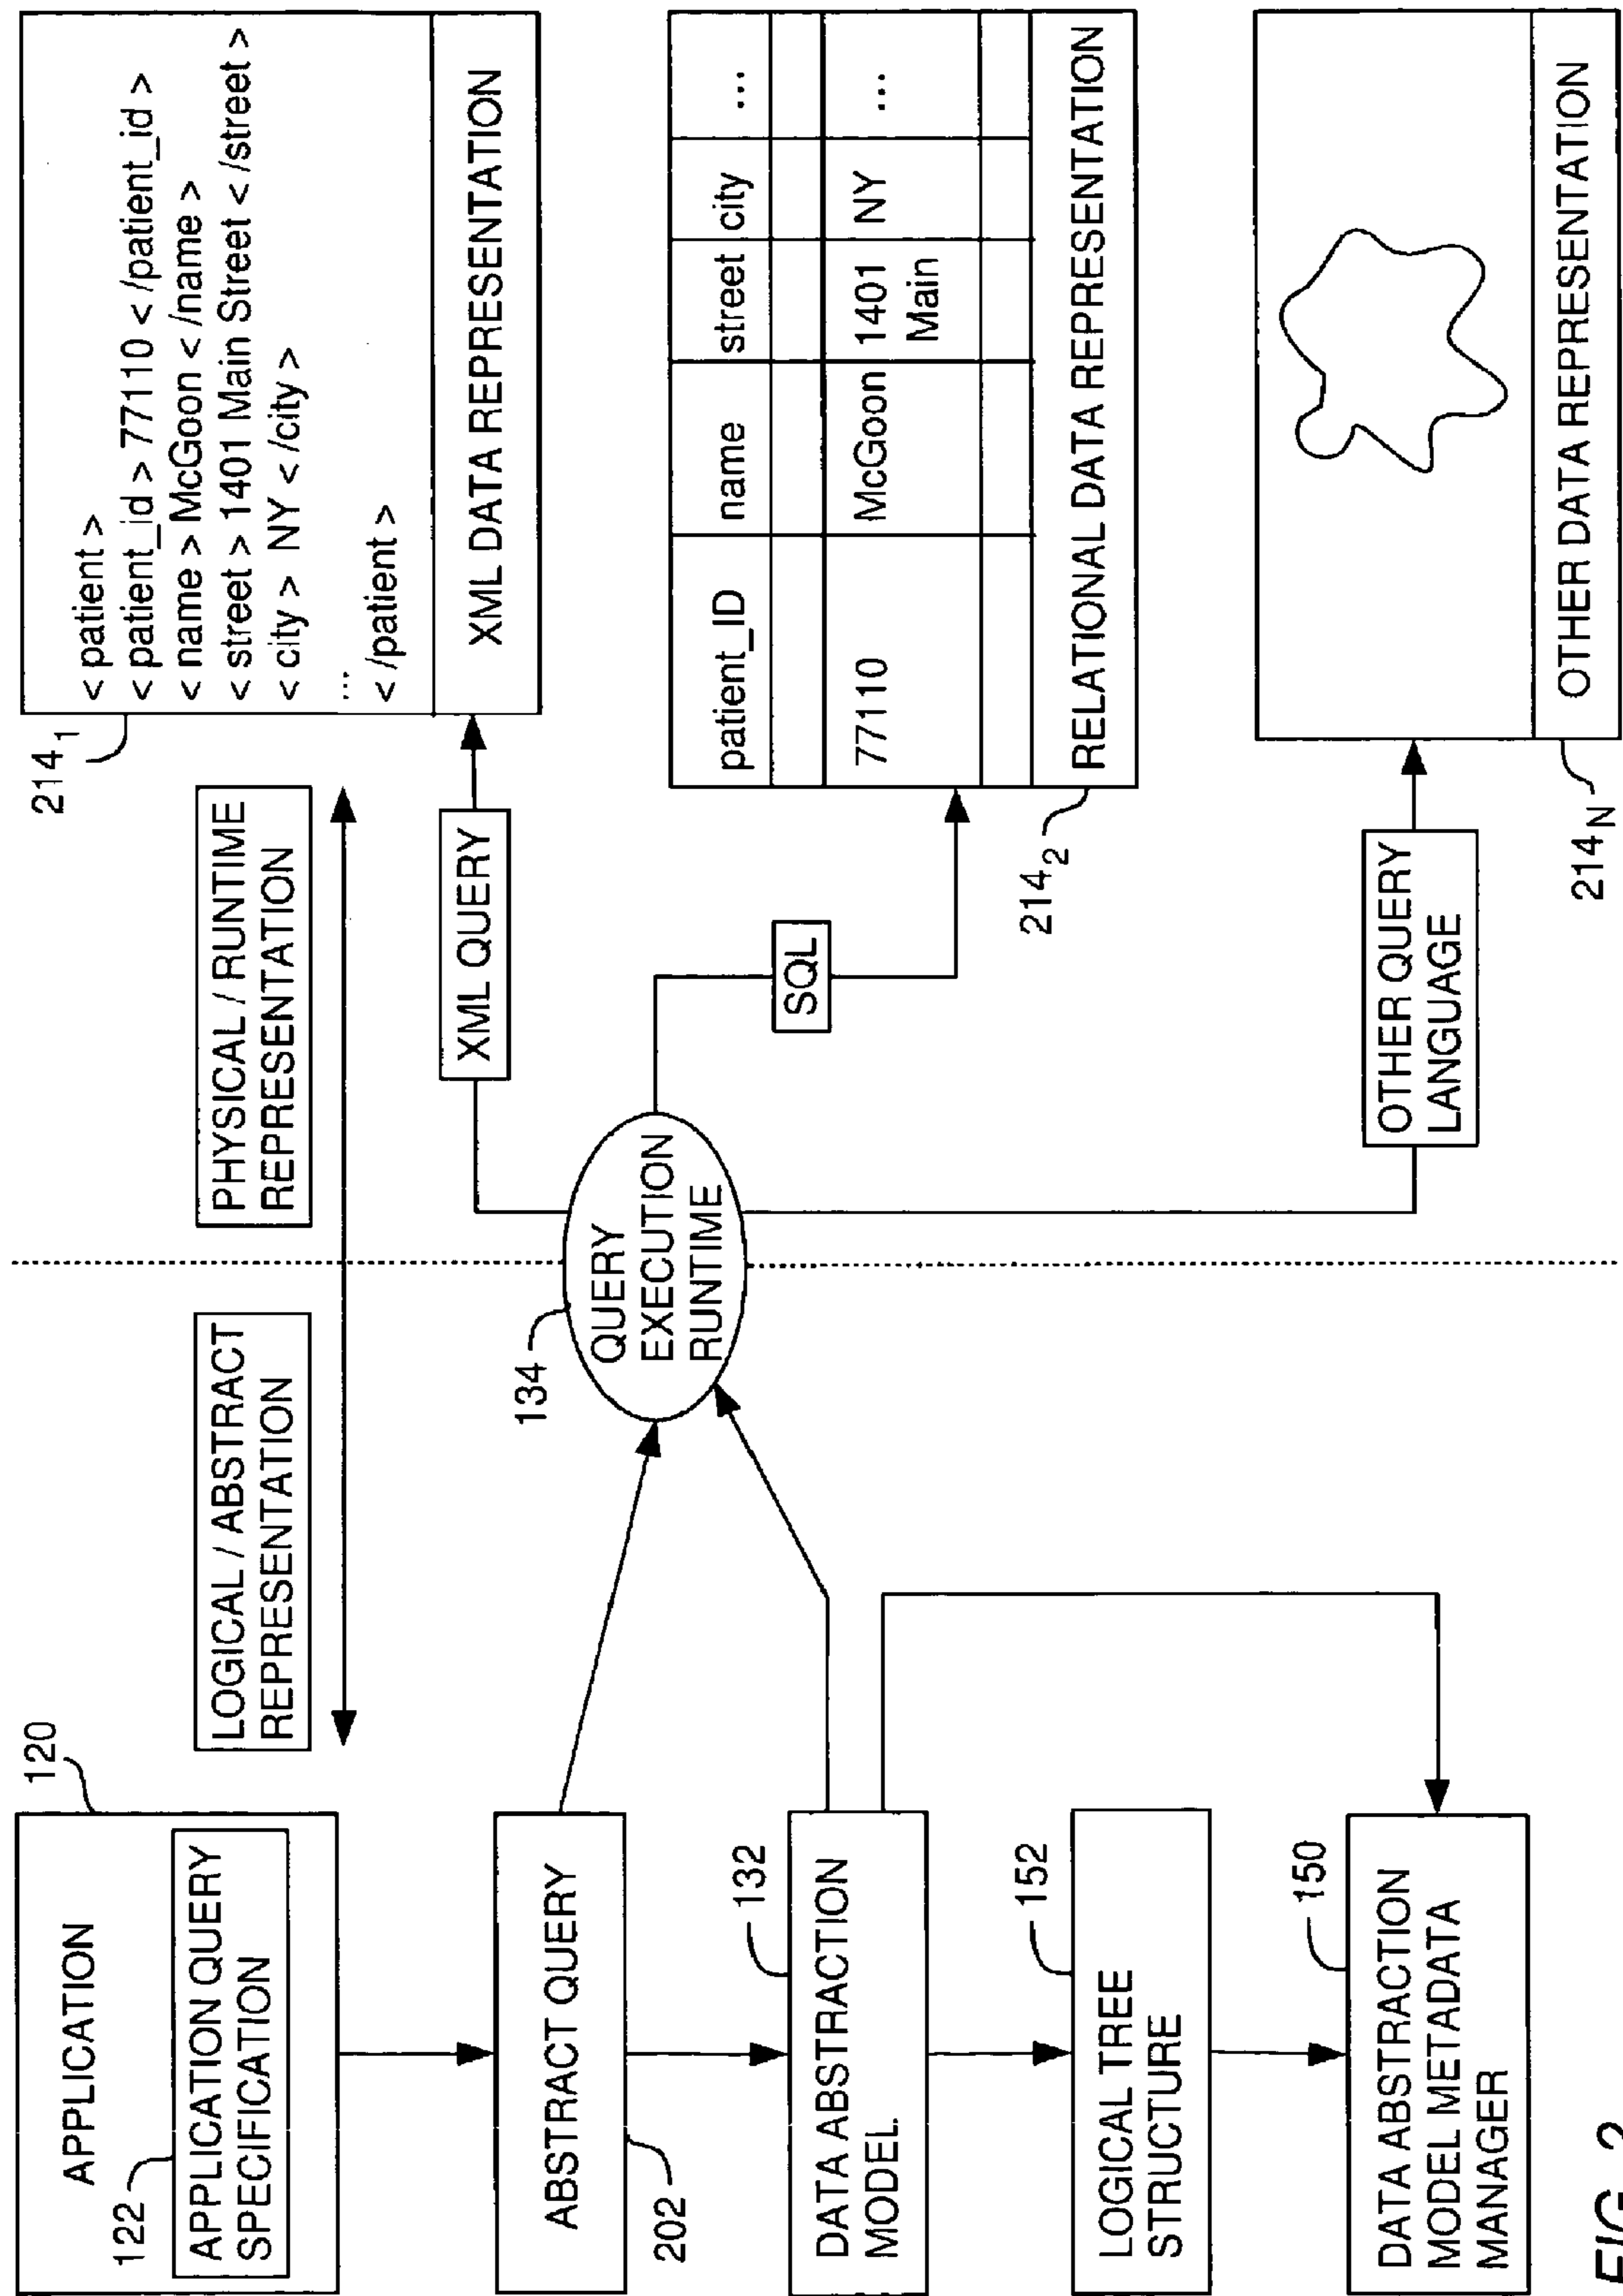 120
APPLICATION
122
APPLICATION QUERY
SPECIFICATION
LOGICAL / ABSTRACT
REPRESENTATION
PHYSICAL / RUNTIME
REPRESENTATION
214₁
< patient >
< patient_id > 77110 < /patient_id >
< name > McGoon < /name >
< street > 1401 Main Street < /street >
< city > NY < /city >
...
< /patient >
XML DATA REPRESENTATION
XML QUERY
ABSTRACT QUERY
202
134
QUERY
EXECUTION
RUNTIME
SQL
patient_ID name street city ...
77110 McGoon 1401 NY ...
Main
RELATIONAL DATA REPRESENTATION
214₂
132
DATA ABSTRACTION
MODEL
152
LOGICAL TREE
STRUCTURE
150
DATA ABSTRACTION
MODEL METADATA
MANAGER
OTHER QUERY
LANGUAGE
OTHER DATA REPRESENTATION
214N
FIG. 2